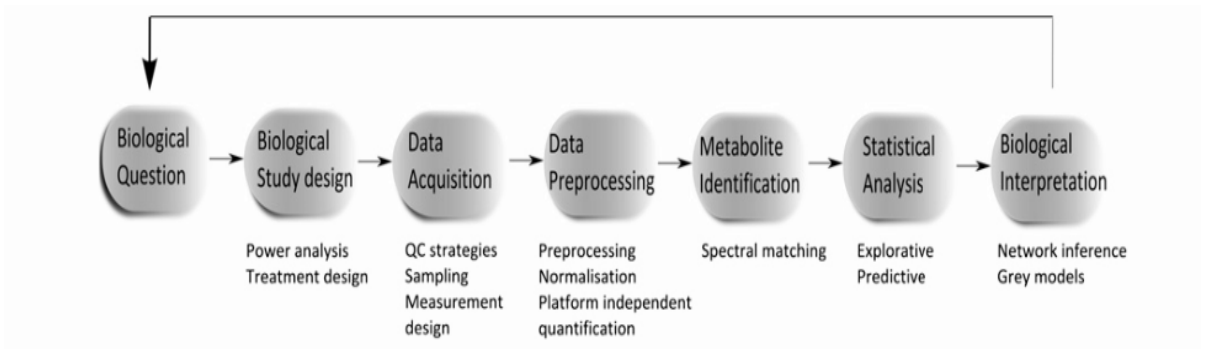 Biological
Question
Biological
Study design
Data
Acquisition
Data
Preprocessing
Metabolite
Identification
Statistical
Analysis
Biological
Interpretation
Power analysis
Treatment design
QC strategies
Sampling
Measurement
design
Preprocessing
Normalisation
Platform independent
quantification
Spectral matching
Explorative
Predictive
Network inference
Grey models